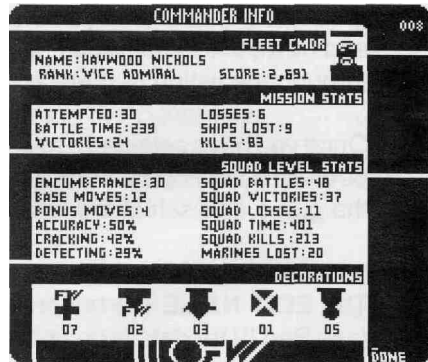 COMMANDER INFO
008
FLEET CMDR
NAME:HAYWOOD NICHOLS
RANK:VICE ADMIRAL SCORE:2,691
MISSION STATS
ATTEMPTED:30 LOSSES:6
BATTLE TIME:239 SHIPS LOST:9
VICTORIES:24 KILLS:83
SQUAD LEVEL STATS
ENCUMBERANCE:30 SQUAD BATTLES:48
BASE MOVES:12 SQUAD VICTORIES:37
BONUS MOVES:4 SQUAD LOSSES:11
ACCURACY:50% SQUAD TIME:401
CRACKING:42% SQUAD KILLS:213
DETECTING:29% MARINES LOST:20
DECORATIONS
07 02 03 01 05
DONE